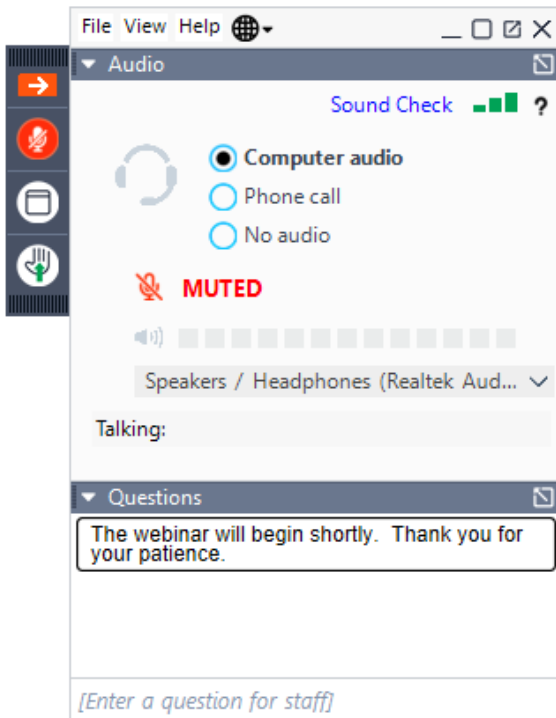 File View Help
Audio
Sound Check ?
Computer audio
Phone call
No audio
MUTED
Speakers / Headphones (Realtek Aud...
Talking:
Questions
The webinar will begin shortly. Thank you for
your patience.
[Enter a question for staff]